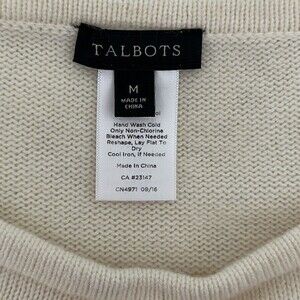 TALBOTS
M
MADE IN
CHINA
Hand Wash Cold
Only Non-Chlorine
Bleach When Needed
Reshape, Lay Flat To
Dry
Cool Iron, if Needed
Made In China
CA #23147
CN4971 09/16